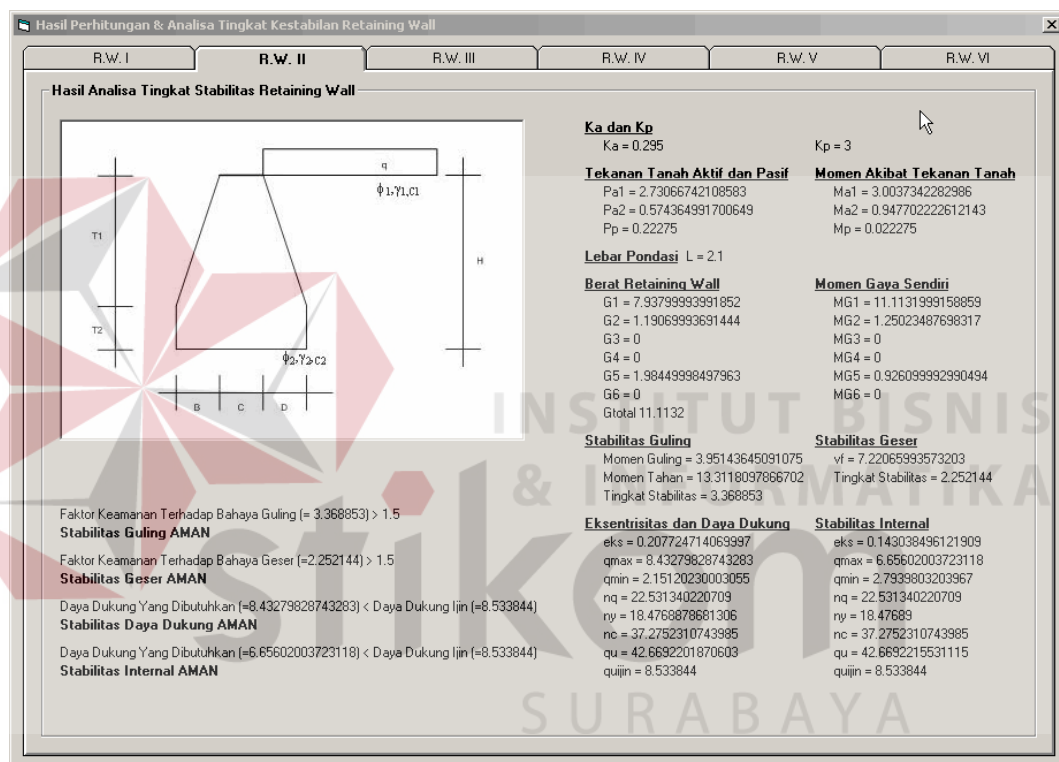 Hasil Perhitungan & Analisa Tingkat Kestabilan Retaining Wall
R.W. I
R.W. II
R.W. III
R.W. IV
R.W. V
R.W. VI
Hasil Analisa Tingkat Stabilitas Retaining Wall
q
ϕ1,γ1,C1
T1
H
T2
ϕ2,γ2,C2
B
C
D
Faktor Keamanan Terhadap Bahaya Guling (= 3.368853) > 1.5
Stabilitas Guling AMAN
Faktor Keamanan Terhadap Bahaya Geser (=2.252144) > 1.5
Stabilitas Geser AMAN
Daya Dukung Yang Dibutuhkan (=8.43279828743283) < Daya Dukung Ijin (=8.533844)
Stabilitas Daya Dukung AMAN
Daya Dukung Yang Dibutuhkan (=6.65602003723118) < Daya Dukung Ijin (=8.533844)
Stabilitas Internal AMAN
Ka dan Kp
Ka = 0.295
Kp = 3
Tekanan Tanah Aktif dan Pasif
Pa1 = 2.73066742108583
Pa2 = 0.574364991700649
Pp = 0.22275
Momen Akibat Tekanan Tanah
Ma1 = 3.0037342282986
Ma2 = 0.947702222612143
Mp = 0.022275
Lebar Pondasi L = 2.1
Berat Retaining Wall
G1 = 7.93799993991852
G2 = 1.19069993691444
G3 = 0
G4 = 0
G5 = 1.98449998497963
G6 = 0
Gtotal 11.1132
Momen Gaya Sendiri
MG1 = 11.1131999158859
MG2 = 1.25023487698317
MG3 = 0
MG4 = 0
MG5 = 0.926099992990494
MG6 = 0
Stabilitas Guling
Momen Guling = 3.95143645091075
Momen Tahan = 13.3118097866702
Tingkat Stabilitas = 3.368853
Stabilitas Geser
vf = 7.22065993573203
Tingkat Stabilitas = 2.252144
Eksentrisitas dan Daya Dukung
eks = 0.207724714069997
qmax = 8.43279828743283
qmin = 2.15120230003055
nq = 22.531340220709
ny = 18.4768878681306
nc = 37.2752310743985
qu = 42.6692201870603
quijin = 8.533844
Stabilitas Internal
eks = 0.143038496121909
qmax = 6.65602003723118
qmin = 2.7939803203967
nq = 22.531340220709
ny = 18.47689
nc = 37.2752310743985
qu = 42.6692215531115
quijin = 8.533844
INSTITUT BISNIS
& INFORMATIKA
stikom
SURABAYA